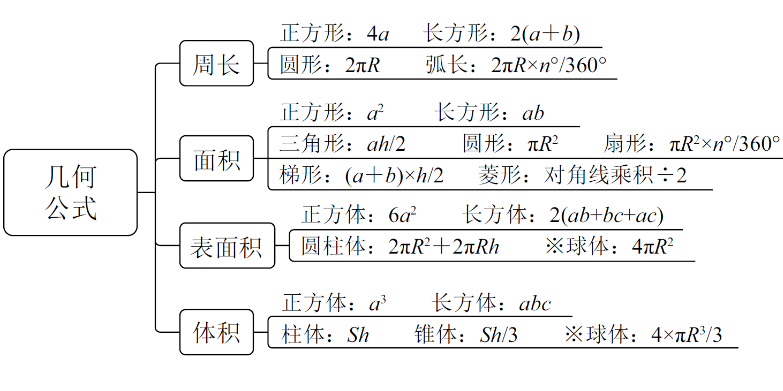 几何
公式
周长
正方形：4a 长方形：2(a＋b)
圆形：2πR 弧长：2πR×n°/360°
面积
正方形：a² 长方形：ab
三角形：ah/2 圆形：πR² 扇形：πR²×n°/360°
梯形：(a＋b)×h/2 菱形：对角线乘积÷2
表面积
正方体：6a² 长方体：2(ab+bc+ac)
圆柱体：2πR²＋2πRh ※球体：4πR²
体积
正方体：a³ 长方体：abc
柱体：Sh 锥体：Sh/3 ※球体：4×πR³/3